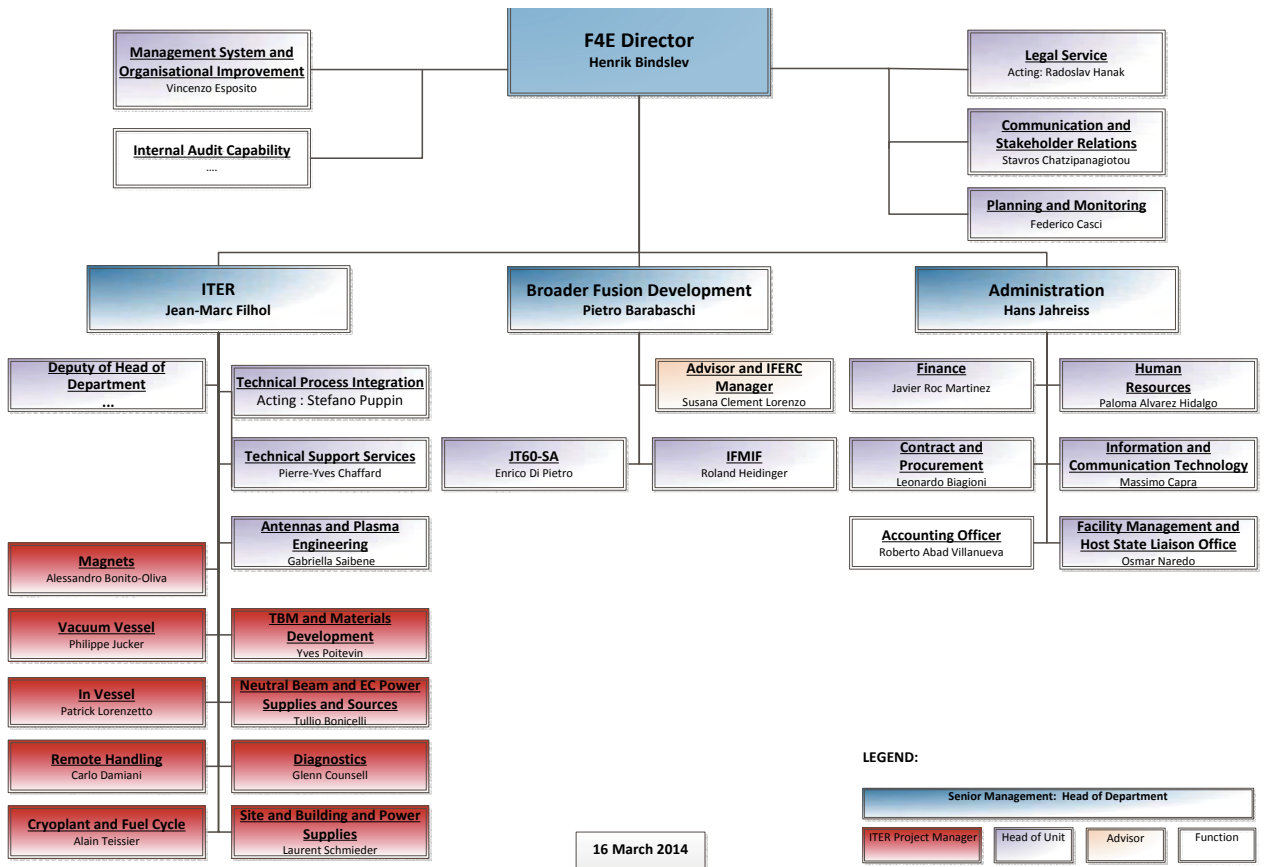 F4E Director
Henrik Bindslev
Management System and
Organisational Improvement
Vincenzo Esposito
Internal Audit Capability
....
Legal Service
Acting: Radoslav Hanak
Communication and
Stakeholder Relations
Stavros Chatzipanagiotou
Planning and Monitoring
Federico Casci
ITER
Jean-Marc Filhol
Broader Fusion Development
Pietro Barabaschi
Administration
Hans Jahreiss
Deputy of Head of
Department
...
Technical Process Integration
Acting : Stefano Puppin
Technical Support Services
Pierre-Yves Chaffard
Antennas and Plasma
Engineering
Gabriella Saibene
Magnets
Alessandro Bonito-Oliva
Vacuum Vessel
Philippe Jucker
TBM and Materials
Development
Yves Poitevin
In Vessel
Patrick Lorenzetto
Neutral Beam and EC Power
Supplies and Sources
Tullio Bonicelli
Remote Handling
Carlo Damiani
Diagnostics
Glenn Counsell
Cryoplant and Fuel Cycle
Alain Teissier
Site and Building and Power
Supplies
Laurent Schmieder
Advisor and IFERC
Manager
Susana Clement Lorenzo
JT60-SA
Enrico Di Pietro
IFMIF
Roland Heidinger
Finance
Javier Roc Martinez
Human
Resources
Paloma Alvarez Hidalgo
Contract and
Procurement
Leonardo Biagioni
Information and
Communication Technology
Massimo Capra
Accounting Officer
Roberto Abad Villanueva
Facility Management and
Host State Liaison Office
Osmar Naredo
16 March 2014
LEGEND:
Senior Management: Head of Department
ITER Project Manager
Head of Unit
Advisor
Function